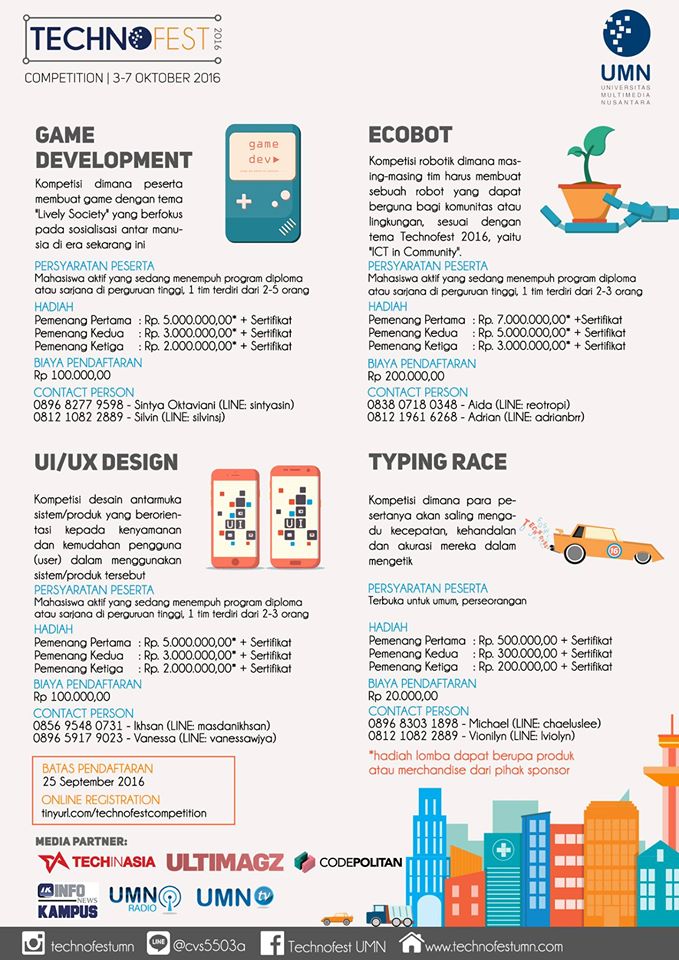 TECHNOFEST 2016
COMPETITION | 3-7 OKTOBER 2016
UMN
UNIVERSITAS
MULTIMEDIA
NUSANTARA
GAME
DEVELOPMENT
Kompetisi dimana peserta
membuat game dengan tema
"Lively Society" yang berfokus
pada sosialisasi antar manu-
sia di era sekarang ini
game
dev
PERSYARATAN PESERTA
Mahasiswa aktif yang sedang menempuh program diploma
atau sarjana di perguruan tinggi, 1 tim terdiri dari 2-5 orang
HADIAH
Pemenang Pertama : Rp. 5.000.000,00* + Sertifikat
Pemenang Kedua : Rp. 3.000.000,00* + Sertifikat
Pemenang Ketiga : Rp. 2.000.000,00* + Sertifikat
BIAYA PENDAFTARAN
Rp 100.000,00
CONTACT PERSON
0896 8277 9598 - Sintya Oktaviani (LINE: sintyasin)
0812 1082 2889 - Silvin (LINE: silvinsj)
ECOBOT
Kompetisi robotik dimana mas-
ing-masing tim harus membuat
sebuah robot yang dapat
berguna bagi komunitas atau
lingkungan, sesuai dengan
tema Technofest 2016, yaitu
"ICT in Community".
PERSYARATAN PESERTA
Mahasiswa aktif yang sedang menempuh program diploma
atau sarjana di perguruan tinggi, 1 tim terdiri dari 2-3 orang
HADIAH
Pemenang Pertama : Rp. 7.000.000,00* +Sertifikat
Pemenang Kedua : Rp. 5.000.000,00* + Sertifikat
Pemenang Ketiga : Rp. 3.000.000,00* + Sertifikat
BIAYA PENDAFTARAN
Rp 200.000,00
CONTACT PERSON
0838 0718 0348 - Aida (LINE: reotropi)
0812 1961 6268 - Adrian (LINE: adrianbrr)
UI/UX DESIGN
Kompetisi desain antarmuka
sistem/produk yang berorien-
tasi kepada kenyamanan
dan kemudahan pengguna
(user) dalam menggunakan
sistem/produk tersebut
UI
PERSYARATAN PESERTA
Mahasiswa aktif yang sedang menempuh program diploma
atau sarjana di perguruan tinggi, 1 tim terdiri dari 2-3 orang
HADIAH
Pemenang Pertama : Rp. 5.000.000,00* + Sertifikat
Pemenang Kedua : Rp. 3.000.000,00* + Sertifikat
Pemenang Ketiga : Rp. 2.000.000,00* + Sertifikat
BIAYA PENDAFTARAN
Rp 100.000,00
CONTACT PERSON
0856 9548 0731 - Ikhsan (LINE: masdanikhsan)
0896 5917 9023 - Vanessa (LINE: vanessawjya)
TYPING RACE
Kompetisi dimana para pe-
sertanya akan saling menga-
du kecepatan, kehandalan
dan akurasi mereka dalam
mengetik
16
PERSYARATAN PESERTA
Terbuka untuk umum, perseorangan
HADIAH
Pemenang Pertama : Rp. 500.000,00 + Sertifikat
Pemenang Kedua : Rp. 300.000,00 + Sertifikat
Pemenang Ketiga : Rp. 200.000,00 + Sertifikat
BIAYA PENDAFTARAN
Rp 20.000,00
CONTACT PERSON
0896 8303 1898 - Michael (LINE: chaeluslee)
0812 1082 2889 - Vionilyn (LINE: lviolyn)
*hadiah lomba dapat berupa produk
atau merchandise dari pihak sponsor
BATAS PENDAFTARAN
25 September 2016
ONLINE REGISTRATION
tinyurl.com/technofestcompetition
MEDIA PARTNER:
TECHINASIA ULTIMAGZ CODEPOLITAN
INFO NEWS KAMPUS
UMN RADIO
UMN tv
technofestumn LINE @cvs5503a Technofest UMN www.technofestumn.com